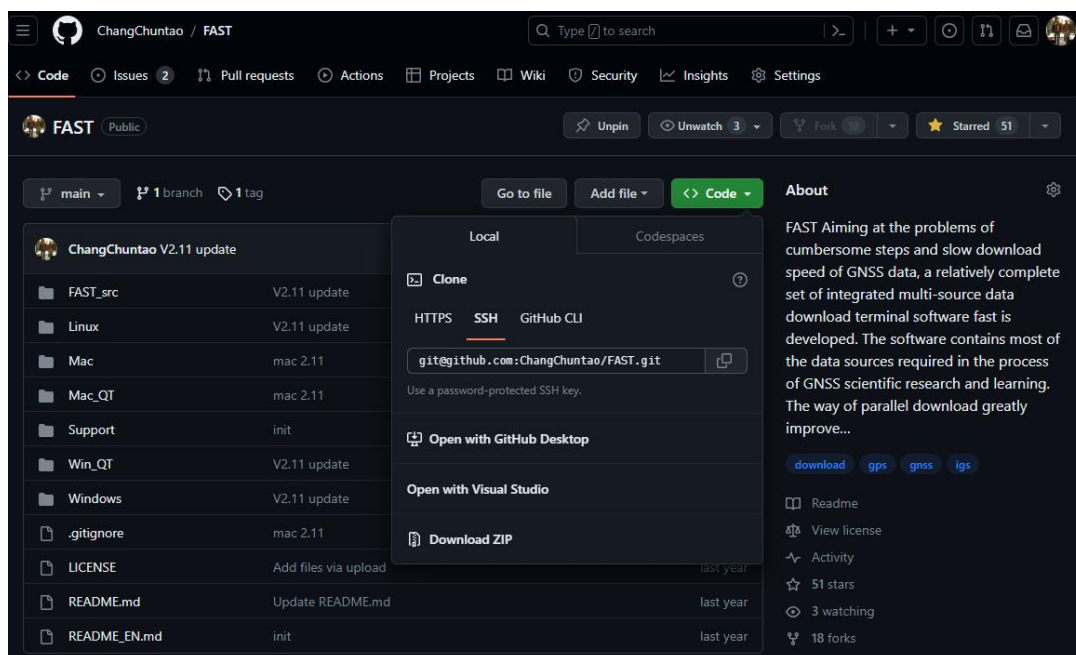 ChangChuntao / FAST
Type / to search
Code
Issues 2
Pull requests
Actions
Projects
Wiki
Security
Insights
Settings
FAST Public
Unpin
Unwatch 3
Fork 18
Starred 51
main
1 branch
1 tag
Go to file
Add file
Code
ChangChuntao V2.11 update
FAST_src V2.11 update
Linux V2.11 update
Mac mac 2.11
Mac_QT mac 2.11
Support init
Win_QT V2.11 update
Windows V2.11 update
.gitignore mac 2.11
LICENSE Add files via upload last year
README.md Update README.md last year
README_EN.md init last year
Local
Codespaces
Clone
HTTPS SSH GitHub CLI
git@github.com:ChangChuntao/FAST.git
Use a password-protected SSH key.
Open with GitHub Desktop
Open with Visual Studio
Download ZIP
About
FAST Aiming at the problems of
cumbersome steps and slow download
speed of GNSS data, a relatively complete
set of integrated multi-source data
download terminal software fast is
developed. The software contains most of
the data sources required in the process
of GNSS scientific research and learning.
The way of parallel download greatly
improve...
download gps gnss igs
Readme
View license
Activity
51 stars
3 watching
18 forks